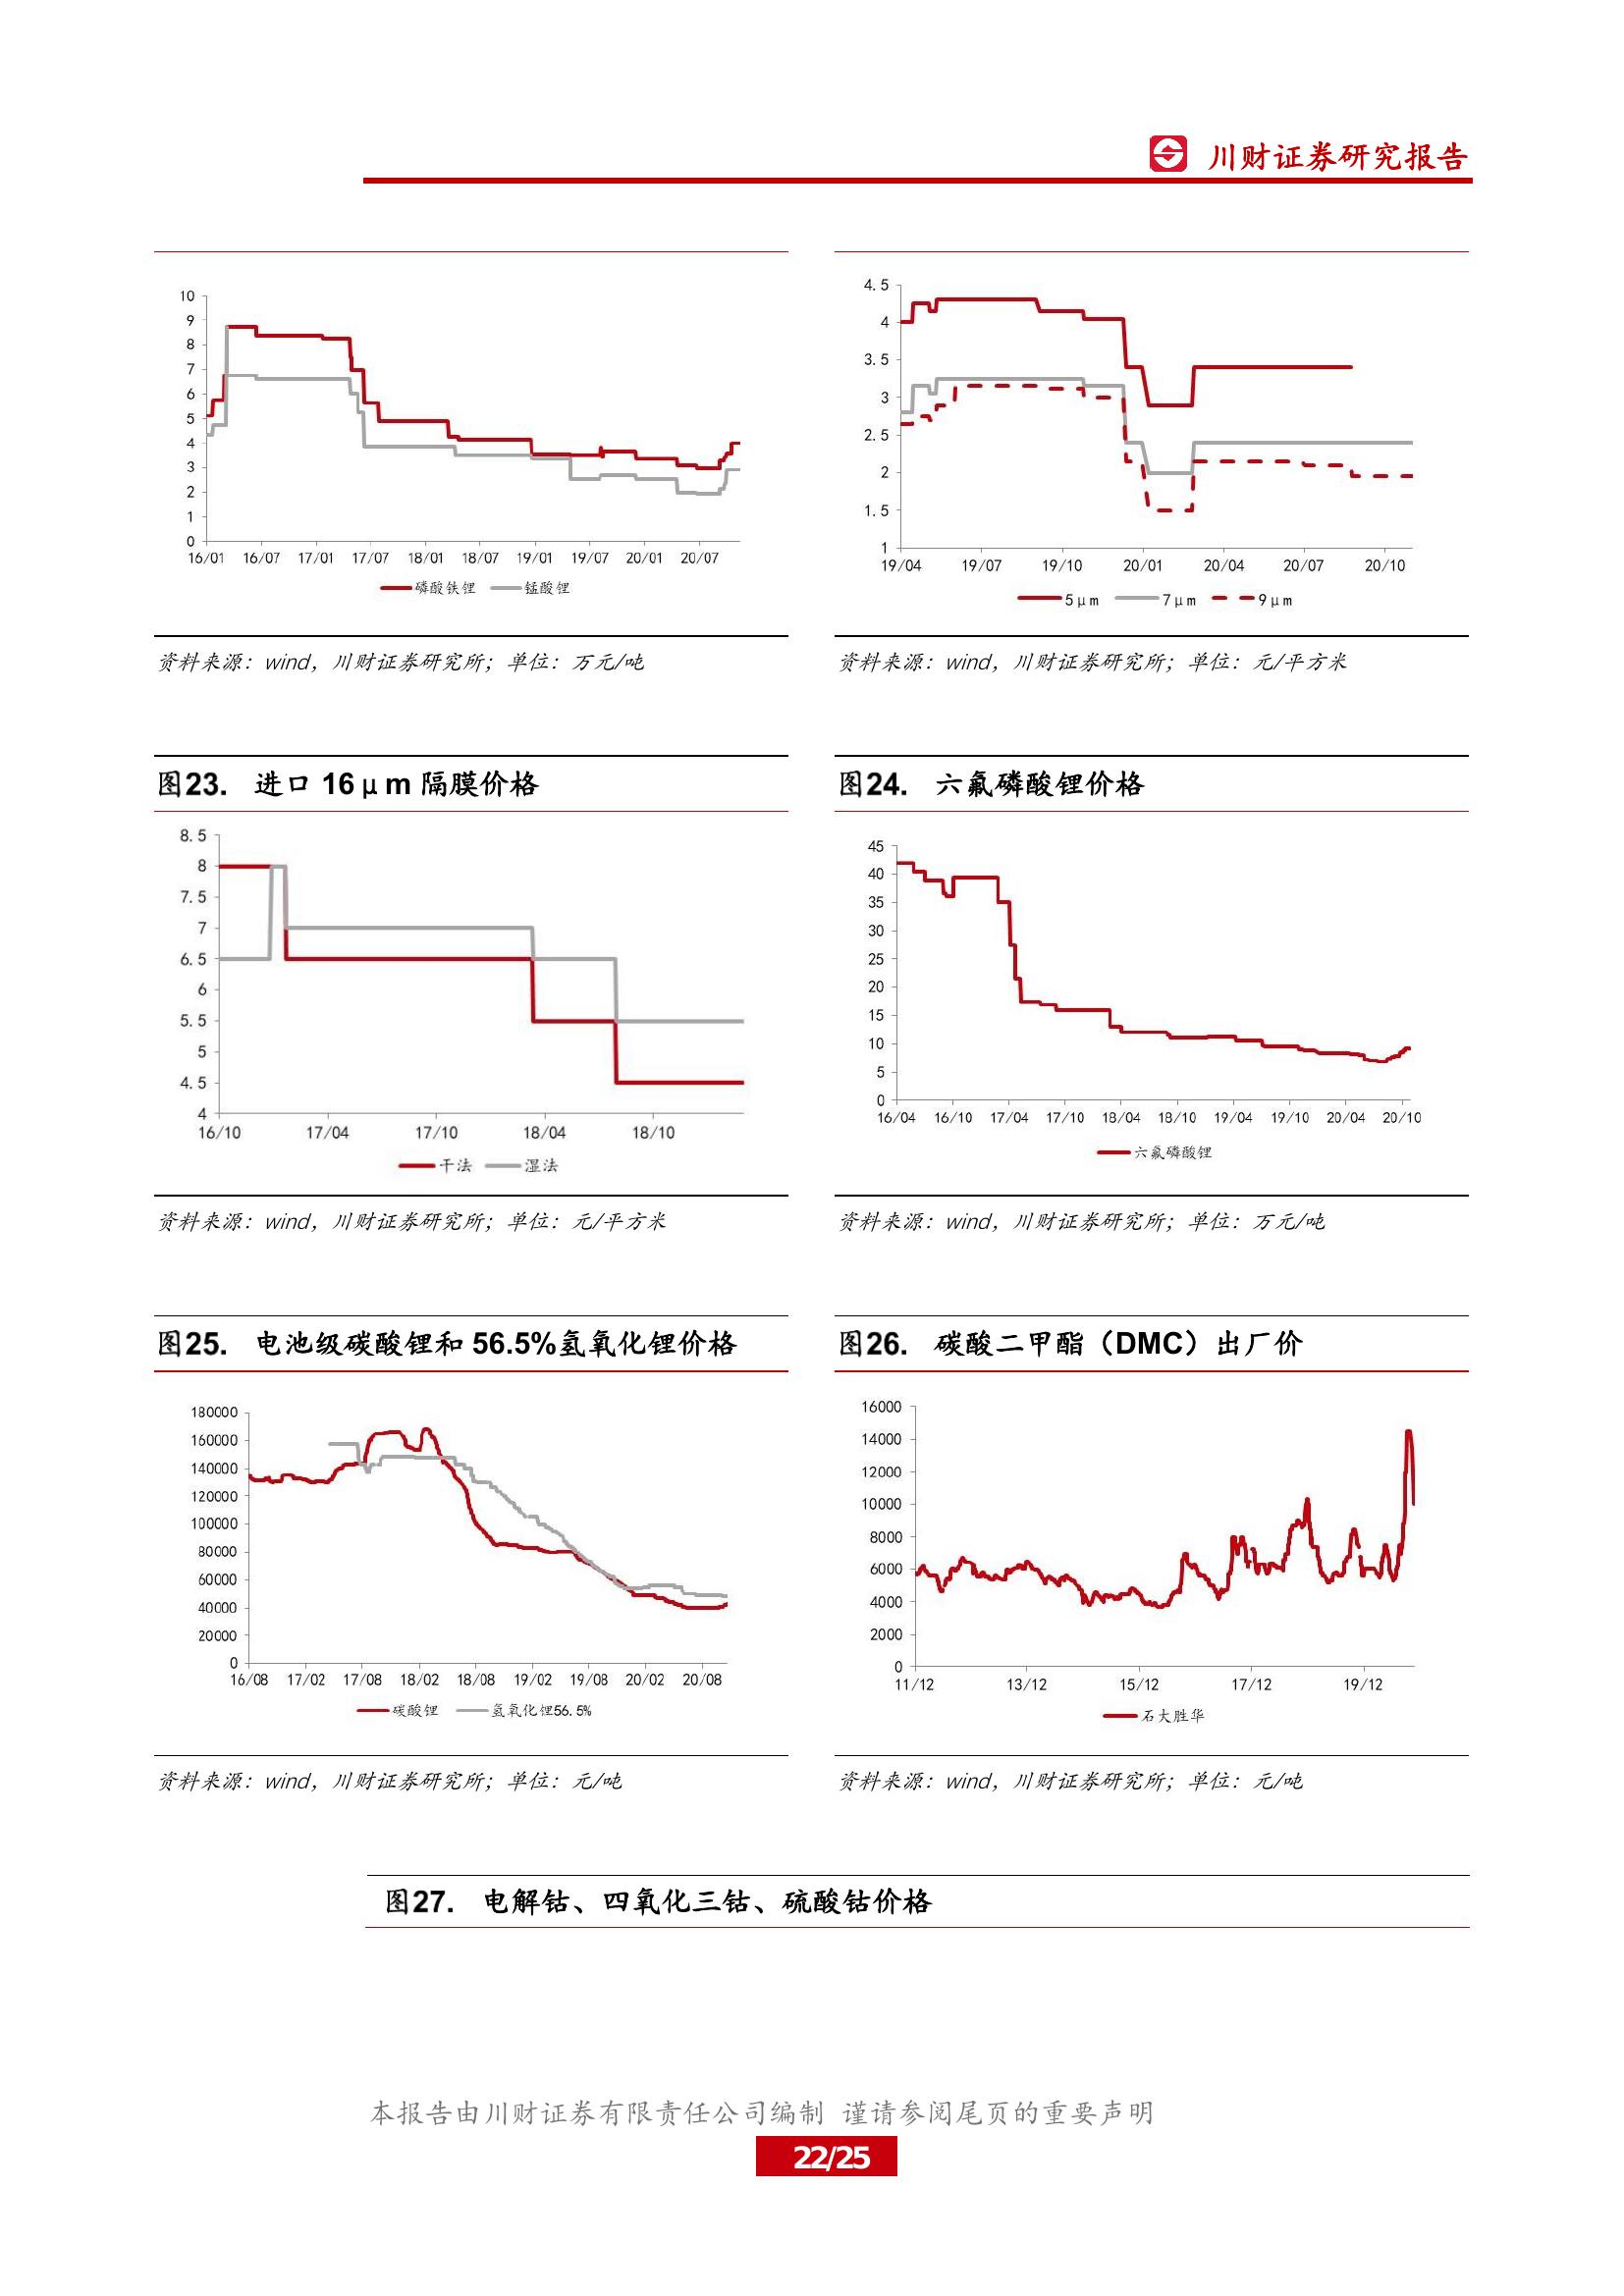 川财证券研究报告
10
9
8
7
6
5
4
3
2
1
0
16/01 16/07 17/01 17/07 18/01 18/07 19/01 19/07 20/01 20/07
磷酸铁锂 锰酸锂
4.5
4
3.5
3
2.5
2
1.5
1
19/04 19/07 19/10 20/01 20/04 20/07 20/10
5μm 7μm 9μm
资料来源：wind，川财证券研究所；单位：万元/吨
资料来源：wind，川财证券研究所；单位：元/平方米
图23. 进口 16μm 隔膜价格
图24. 六氟磷酸锂价格
8.5
8
7.5
7
6.5
6
5.5
5
4.5
4
16/10 17/04 17/10 18/04 18/10
干法 湿法
45
40
35
30
25
20
15
10
5
0
16/04 16/10 17/04 17/10 18/04 18/10 19/04 19/10 20/04 20/10
六氟磷酸锂
资料来源：wind，川财证券研究所；单位：元/平方米
资料来源：wind，川财证券研究所；单位：万元/吨
图25. 电池级碳酸锂和 56.5%氢氧化锂价格
图26. 碳酸二甲酯（DMC）出厂价
180000
160000
140000
120000
100000
80000
60000
40000
20000
0
16/08 17/02 17/08 18/02 18/08 19/02 19/08 20/02 20/08
碳酸锂 氢氧化锂56.5%
16000
14000
12000
10000
8000
6000
4000
2000
0
11/12 13/12 15/12 17/12 19/12
石大胜华
资料来源：wind，川财证券研究所；单位：元/吨
资料来源：wind，川财证券研究所；单位：元/吨
图27. 电解钴、四氧化三钴、硫酸钴价格
本报告由川财证券有限责任公司编制 谨请参阅尾页的重要声明
22/25